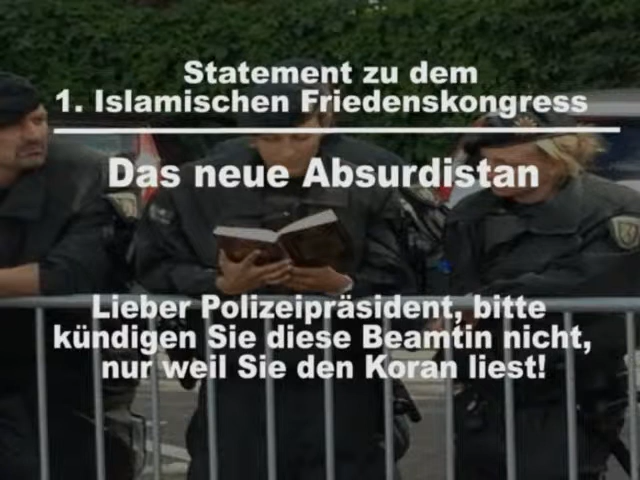 Statement zu dem
1. Islamischen Friedenskongress
Das neue Absurdistan
Lieber Polizeipräsident, bitte
kündigen Sie diese Beamtin nicht,
nur weil Sie den Koran liest!